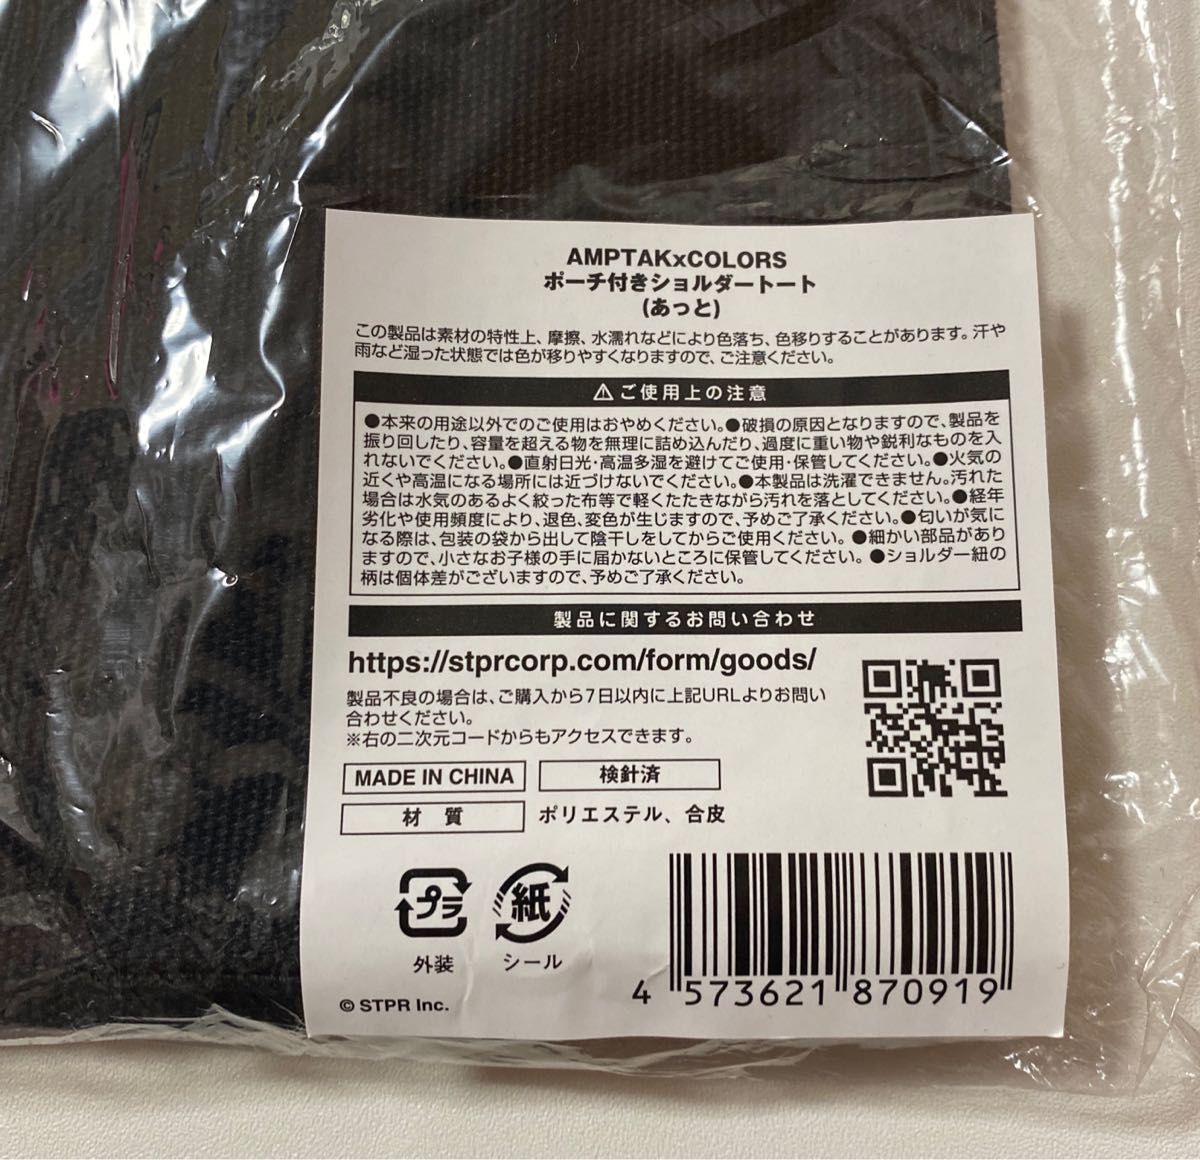 AMPTAKxCOLORS
ポーチ付きショルダートート
(あっと)
この製品は素材の特性上、摩擦、水濡れなどにより色落ち、色移りすることがあります。汗や
雨など湿った状態では色が移りやすくなりますので、ご注意ください。
⚠ご使用上の注意
●本来の用途以外でのご使用はおやめください。●破損の原因となりますので、製品を
振り回したり、容量を超える物を無理に詰め込んだり、過度に重い物や鋭利なものを入
れないでください。●直射日光・高温多湿を避けてご使用・保管してください。●火気の
近くや高温になる場所には近づけないでください。●本製品は洗濯できません。汚れた
場合は水気のあるよく絞った布等で軽くたたきながら汚れを落としてください。●経年
劣化や使用頻度により、退色、変色が生じますので、予めご了承ください。●匂いが気に
なる際は、包装の袋から出して陰干しをしてからご使用ください。●細かい部品があり
ますので、小さなお子様の手に届かないところに保管してください。●ショルダー紐の
柄は個体差がございますので、予めご了承ください。
製品に関するお問い合わせ
https://stprcorp.com/form/goods/
製品不良の場合は、ご購入から7日以内に上記URLよりお問い
合わせください。
※右の二次元コードからもアクセスできます。
MADE IN CHINA 検針済
材 質 ポリエステル、合皮
プラ 紙
外装 シール
© STPR Inc.
4 573621 870919